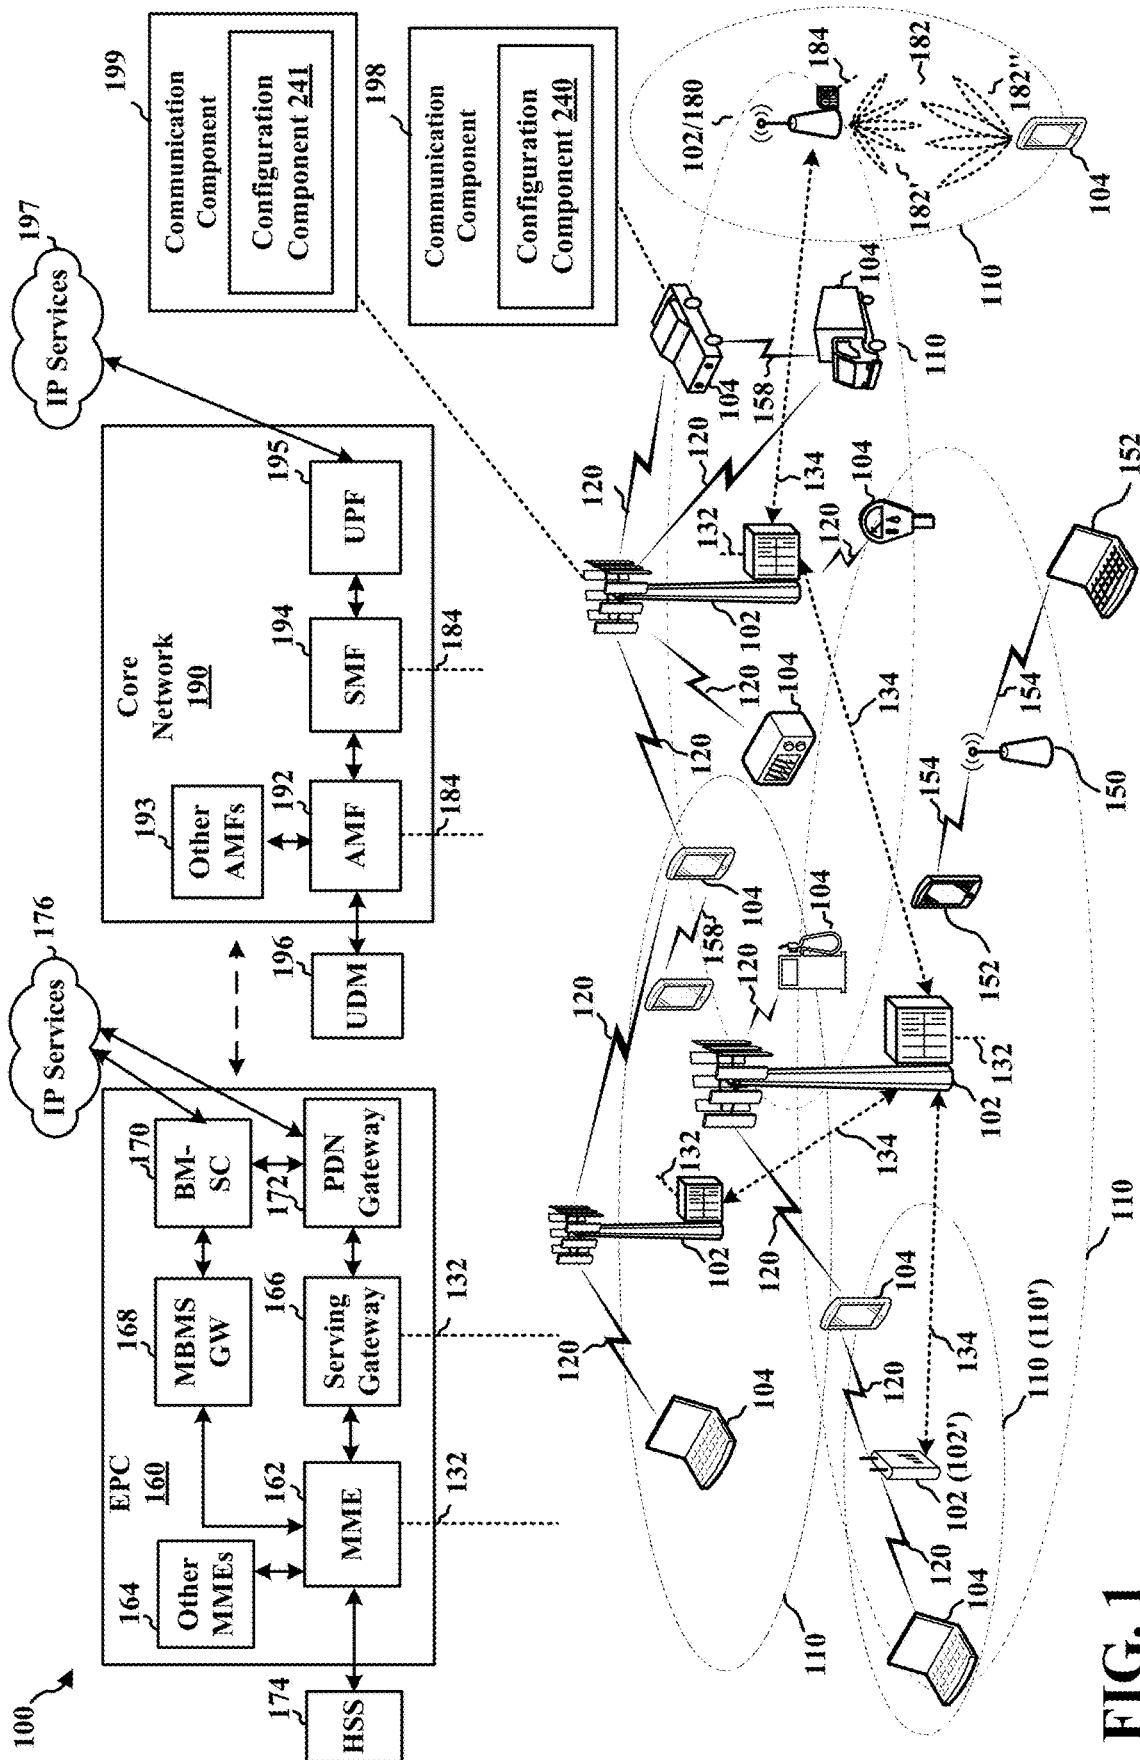 100
176
IP Services
197
IP Services
EPC
160
164
Other
MMEs
168
MBMS
GW
170
BM-
SC
174
HSS
162
MME
166
Serving
Gateway
172
PDN
Gateway
132
132
Core
Network
190
193
Other
AMFs
196
UDM
192
AMF
194
SMF
195
UPF
184
184
199
Communication
Component
Configuration
Component 241
198
Communication
Component
Configuration
Component 240
120
120
120
120
120
120
104
102
132
104
158
104
120
132
102
104
104
158
104
102/180
184
182'
182
182''
104
110
134
134
120
104
110
110
120
134
120
104
132
102
134
154
154
152
150
152
104
120
102 (102')
120
104
134
110 (110')
110
FIG. 1